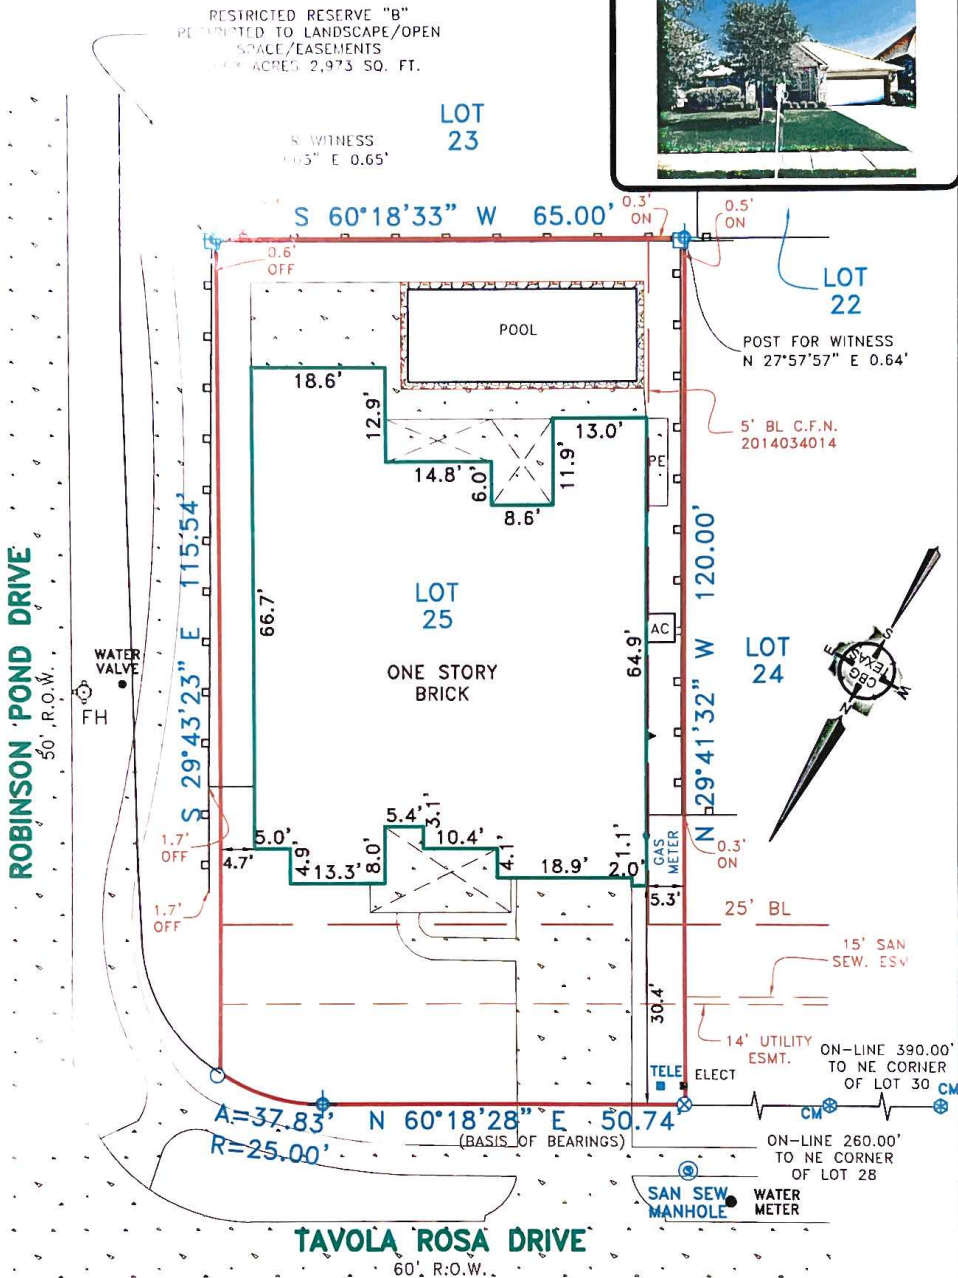 RESTRICTED RESERVE "B"
RESTRICTED TO LANDSCAPE/OPEN
SPACE/EASEMENTS
ACRES 2,973 SQ. FT.
LOT
23
WITNESS
E 0.65'
S 60°18'33" W 65.00'
0.3'
ON
0.5'
ON
0.6'
OFF
LOT
22
POST FOR WITNESS
N 27°57'57" E 0.64'
POOL
18.6'
12.9'
14.8'
6.0'
8.6'
11.9'
13.0'
PE
5' BL C.F.N.
2014034014
ROBINSON POND DRIVE
50' R.O.W.
WATER
VALVE
FH
S 29°43'23" E 115.54'
66.7'
LOT
25
ONE STORY
BRICK
64.9'
AC
N 29°41'32" W 120.00'
LOT
24
S
E
W
N
CBG
TEXAS
1.7'
OFF
4.7'
5.0'
4.9'
13.3'
8.0'
5.4'
3.1'
10.4'
4.1'
18.9'
2.0'
1.1'
GAS
METER
5.3'
0.3'
ON
1.7'
OFF
25' BL
15' SAN
SEW. ESM
30.4'
14' UTILITY
ESMT.
TELE
ELECT
ON-LINE 390.00'
TO NE CORNER
OF LOT 30
CM
CM
A=37.83'
R=25.00'
N 60°18'28" E 50.74'
(BASIS OF BEARINGS)
ON-LINE 260.00'
TO NE CORNER
OF LOT 28
SAN SEW
MANHOLE
WATER
METER
TAVOLA ROSA DRIVE
60' R.O.W.